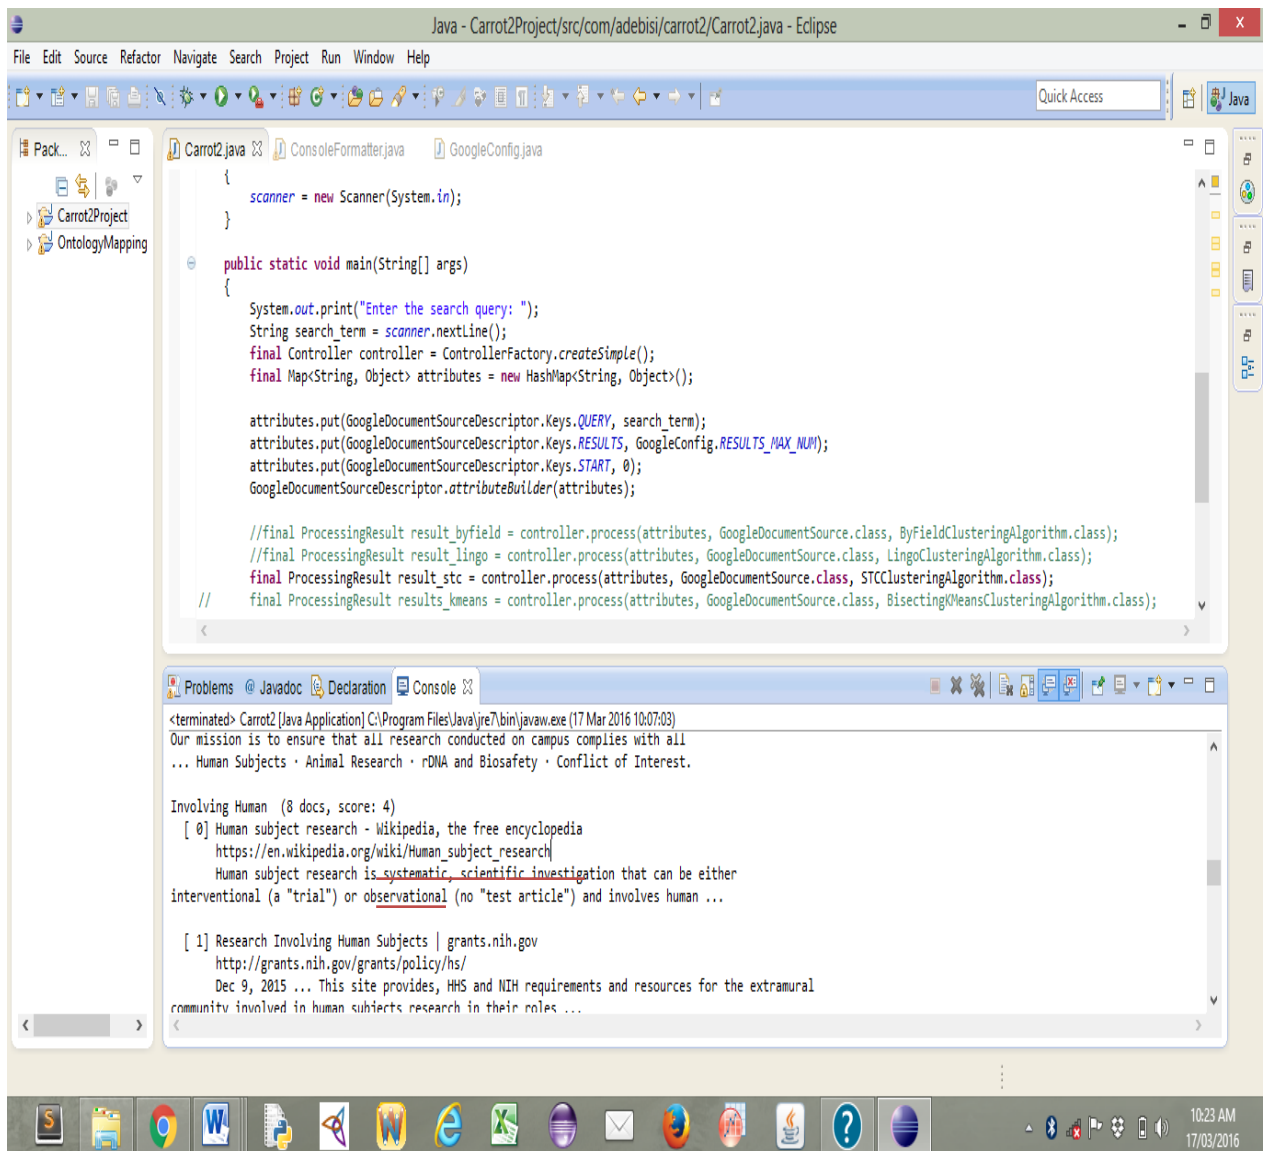 Java - Carrot2Project/src/com/adebisi/carrot2/Carrot2.java - Eclipse
File Edit Source Refactor Navigate Search Project Run Window Help
Quick Access
Java
Pack...
Carrot2Project
OntologyMapping
Carrot2.java ConsoleFormatter.java GoogleConfig.java
{
scanner = new Scanner(System.in);
}
public static void main(String[] args)
{
System.out.print("Enter the search query: ");
String search_term = scanner.nextLine();
final Controller controller = ControllerFactory.createSimple();
final Map<String, Object> attributes = new HashMap<String, Object>();
attributes.put(GoogleDocumentSourceDescriptor.Keys.QUERY, search_term);
attributes.put(GoogleDocumentSourceDescriptor.Keys.RESULTS, GoogleConfig.RESULTS_MAX_NUM);
attributes.put(GoogleDocumentSourceDescriptor.Keys.START, 0);
GoogleDocumentSourceDescriptor.attributeBuilder(attributes);
//final ProcessingResult result_byfield = controller.process(attributes, GoogleDocumentSource.class, ByFieldClusteringAlgorithm.class);
//final ProcessingResult result_lingo = controller.process(attributes, GoogleDocumentSource.class, LingoClusteringAlgorithm.class);
final ProcessingResult result_stc = controller.process(attributes, GoogleDocumentSource.class, STCClusteringAlgorithm.class);
// final ProcessingResult results_kmeans = controller.process(attributes, GoogleDocumentSource.class, BisectingKMeansClusteringAlgorithm.class);
Problems @ Javadoc Declaration Console
<terminated> Carrot2 [Java Application] C:\Program Files\Java\jre7\bin\javaw.exe (17 Mar 2016 10:07:03)
Our mission is to ensure that all research conducted on campus complies with all
... Human Subjects · Animal Research · rDNA and Biosafety · Conflict of Interest.
Involving Human (8 docs, score: 4)
[ 0] Human subject research - Wikipedia, the free encyclopedia
https://en.wikipedia.org/wiki/Human_subject_research
Human subject research is systematic, scientific investigation that can be either
interventional (a "trial") or observational (no "test article") and involves human ...
[ 1] Research Involving Human Subjects | grants.nih.gov
http://grants.nih.gov/grants/policy/hs/
Dec 9, 2015 ... This site provides, HHS and NIH requirements and resources for the extramural
community involved in human subjects research in their roles ...
10:23 AM
17/03/2016